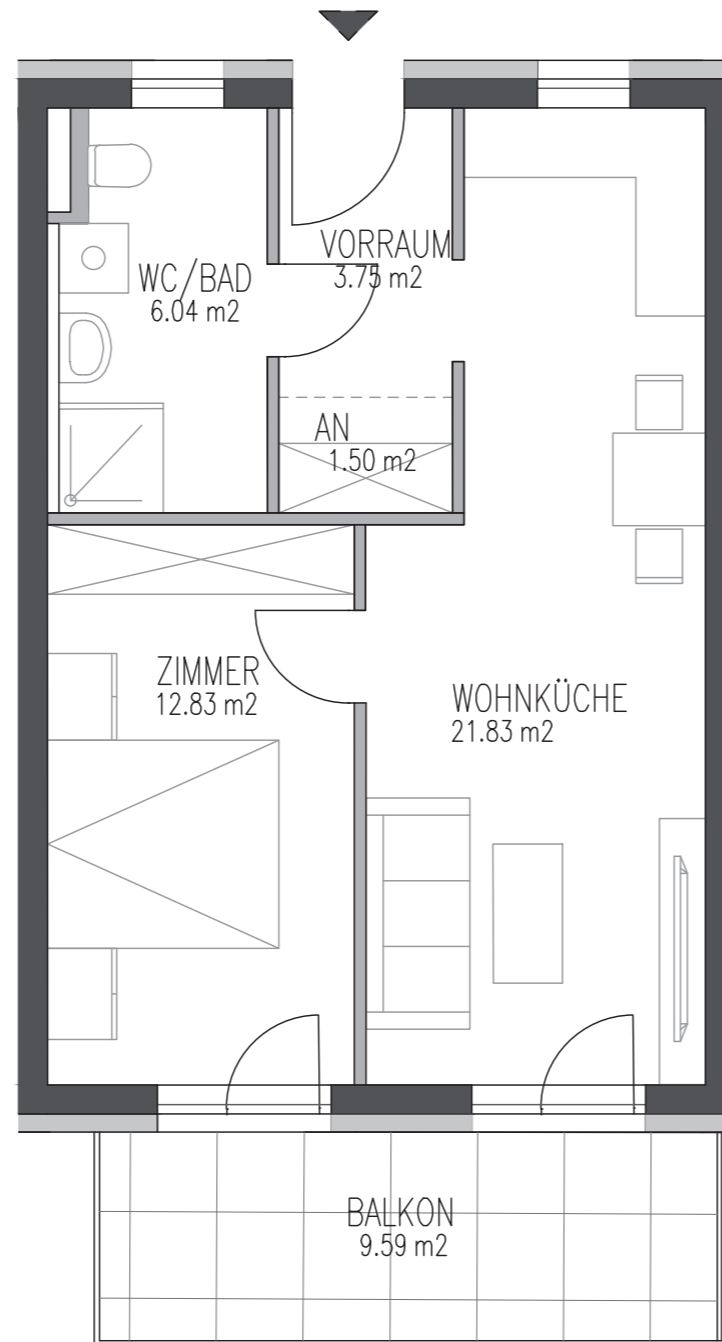 VORRAUM
3.75 m2
WC/BAD
6.04 m2
AN
1.50 m2
ZIMMER
12.83 m2
WOHNKÜCHE
21.83 m2
BALKON
9.59 m2